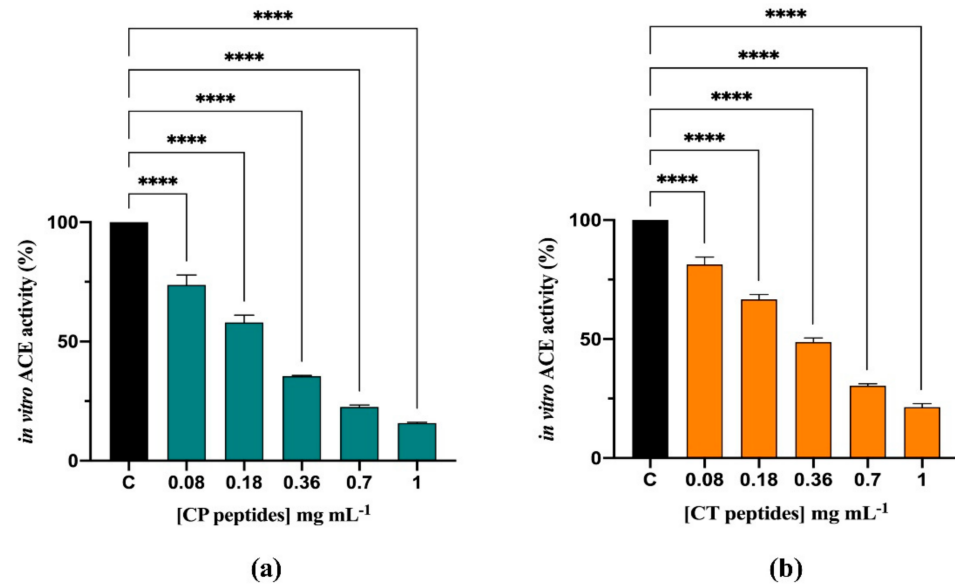 ****
****
****
****
****
100
50
0
in vitro ACE activity (%)
C 0.08 0.18 0.36 0.7 1
[CP peptides] mg mL⁻¹
(a)
****
****
****
****
****
100
50
0
in vitro ACE activity (%)
C 0.08 0.18 0.36 0.7 1
[CT peptides] mg mL⁻¹
(b)